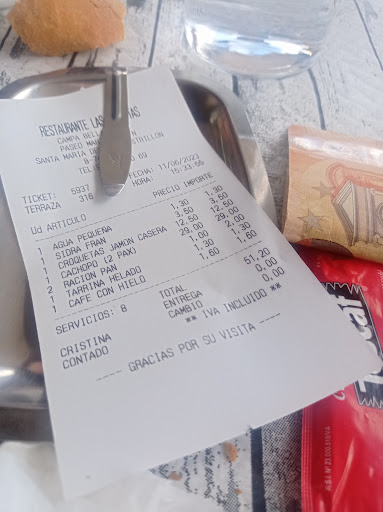 RESTAURANTE LAS
CAMPA BELL
PASEO MA
SANTA MARIA DE
FECHA: 11/06/2023
TICKET: 5937 HORA: 15:33:59
TERRAZA 316
Ud ARTICULO PRECIO IMPORTE
1 AGUA PEQUENA 1,30 1,30
1 SIDRA FRAN 3,50 3,50
1 CROQUETAS JAMON CASERA 12,50 12,50
1 CACHOPO (2 PAX) 29,00 29,00
2 RACION PAN 1,00 2,00
1 TARRINA HELADO 1,30 1,30
1 CAFE CON HIELO 1,60 1,60
SERVICIOS: 8 TOTAL 51,20
ENTREGA 0,00
CRISTINA CAMBIO 0,00
CONTADO ** IVA INCLUIDO **
---- GRACIAS POR SU VISITA ----